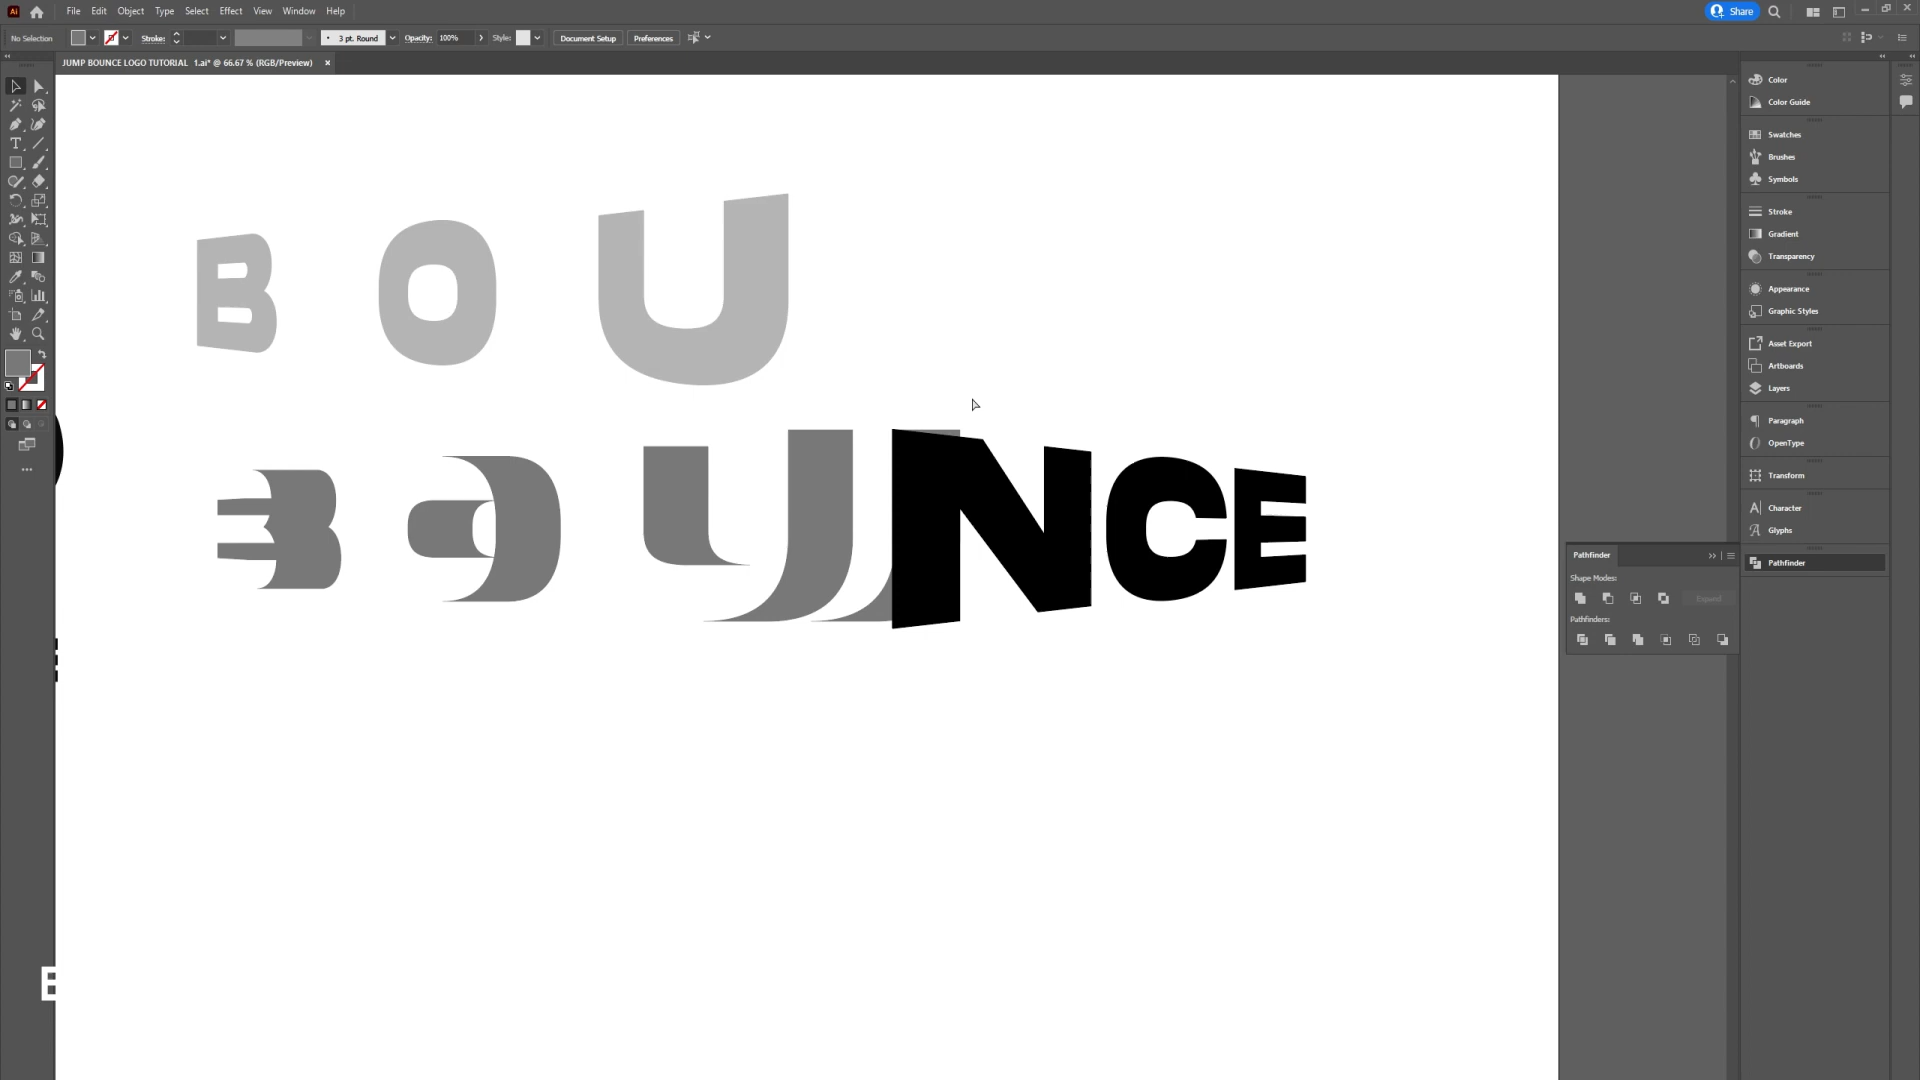 Ai File Edit Object Type Select Effect View Window Help Share
No Selection Stroke: 3 pt. Round Opacity: 100% Style: Document Setup Preferences
JUMP BOUNCE LOGO TUTORIAL 1.ai* @ 66.67 % (RGB/Preview) ×
Color
Color Guide
Swatches
Brushes
Symbols
Stroke
Gradient
Transparency
Appearance
Graphic Styles
Asset Export
Artboards
Layers
Paragraph
OpenType
Transform
Character
Glyphs
Pathfinder
Pathfinder
Shape Modes:
Expand
Pathfinders:
B O U
BOUNCE